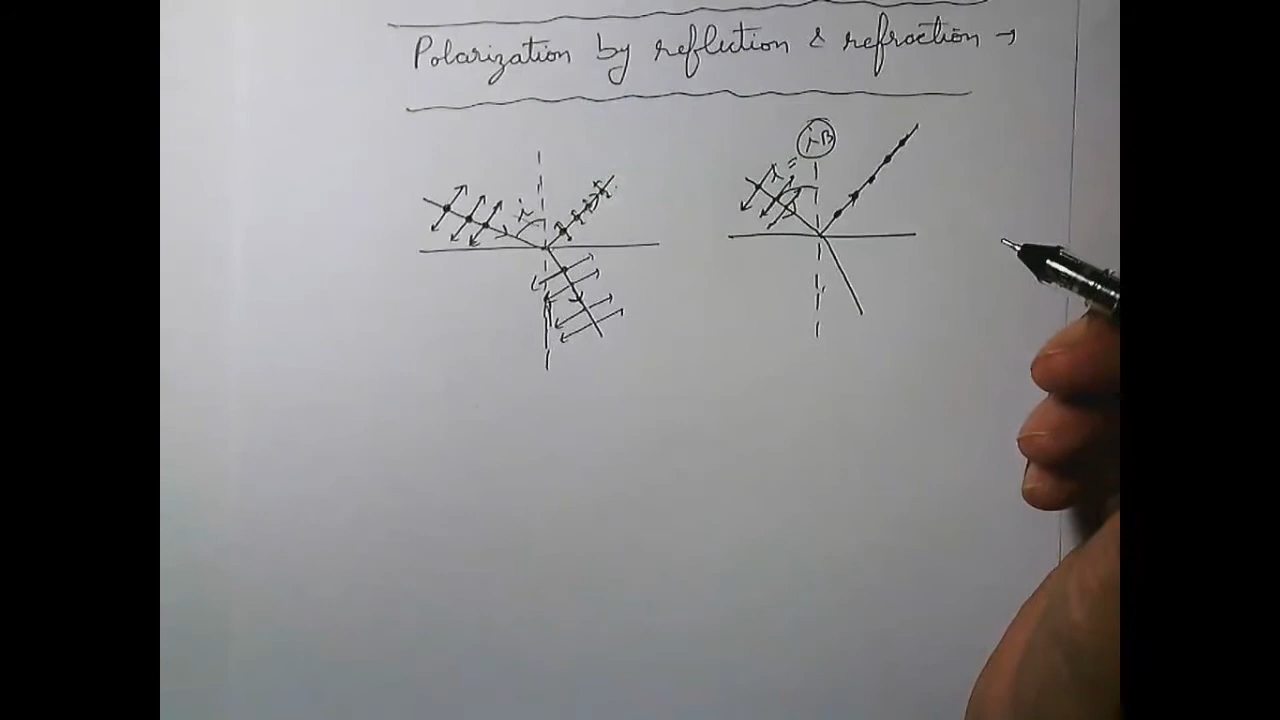 Polarization by reflection & refraction →
i
i = iB